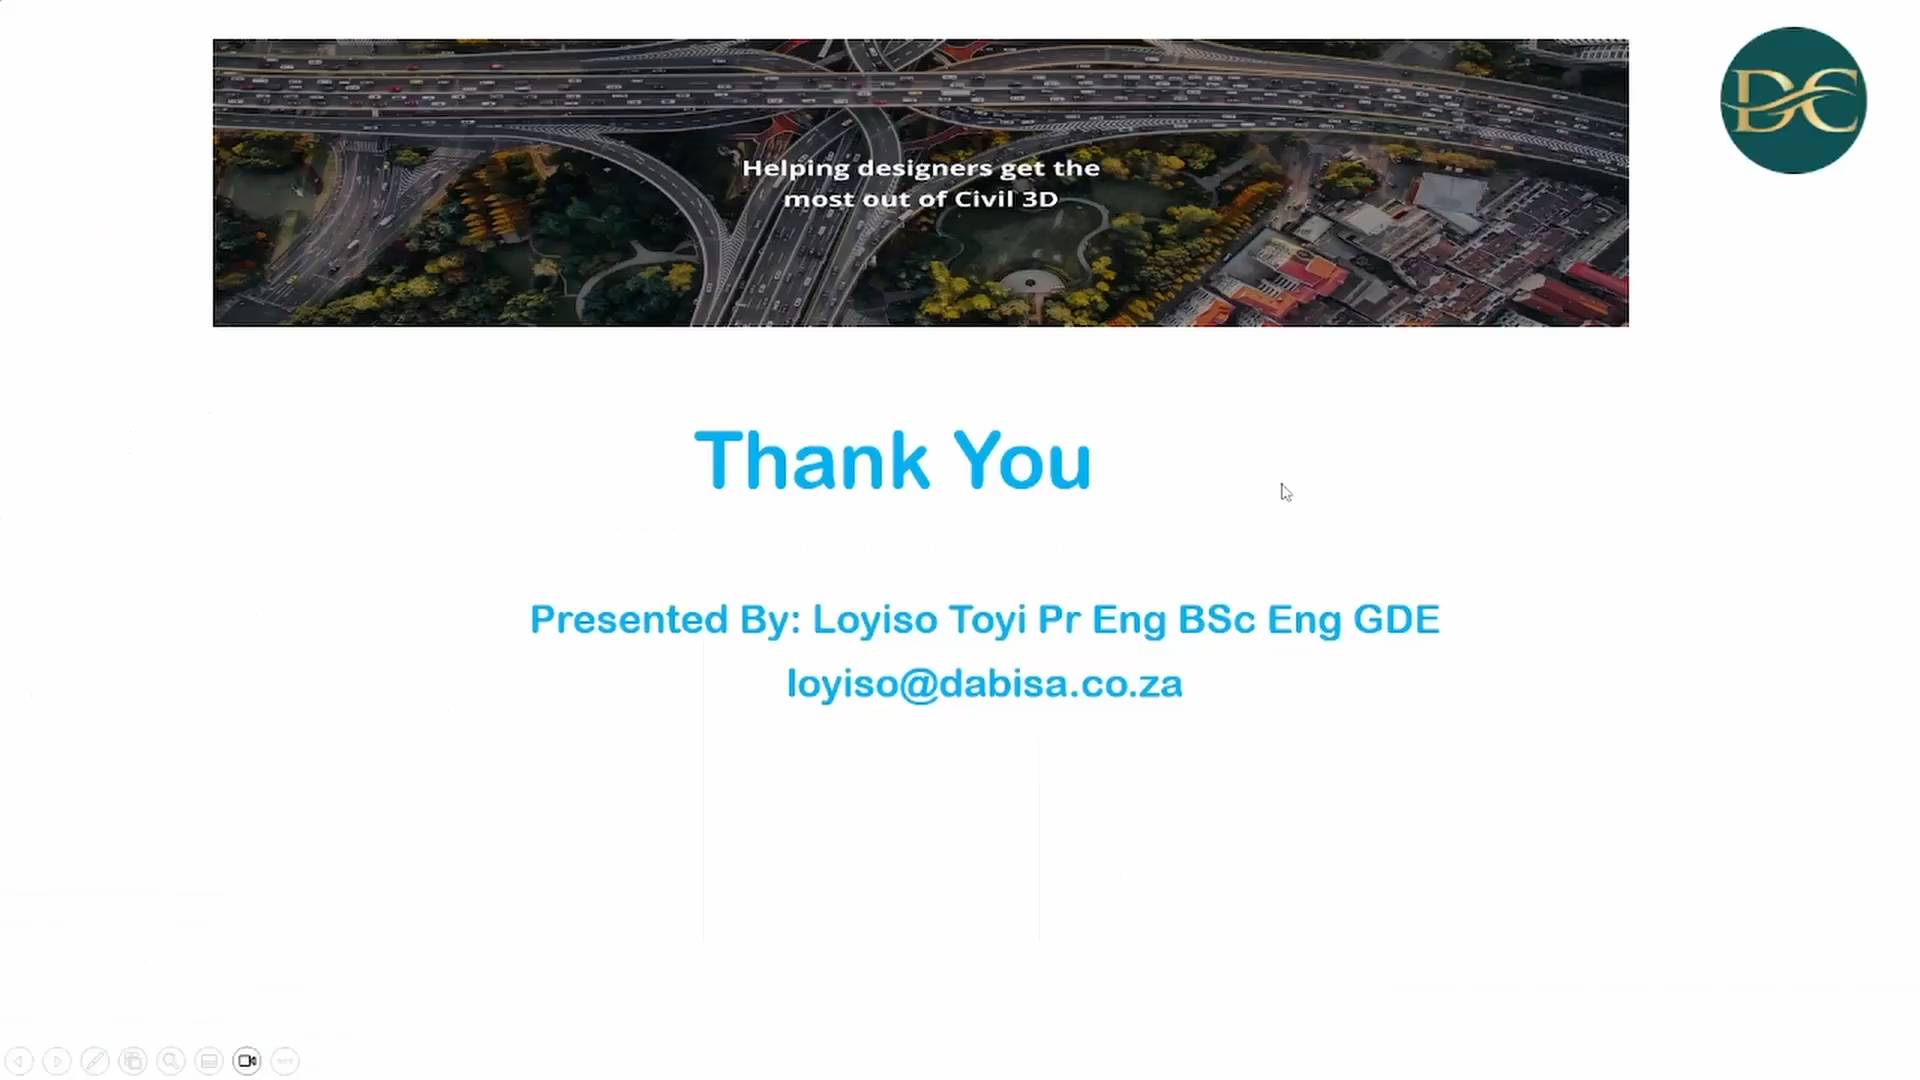 Helping designers get the
most out of Civil 3D
DC
Thank You
Presented By: Loyiso Toyi Pr Eng BSc Eng GDE
loyiso@dabisa.co.za